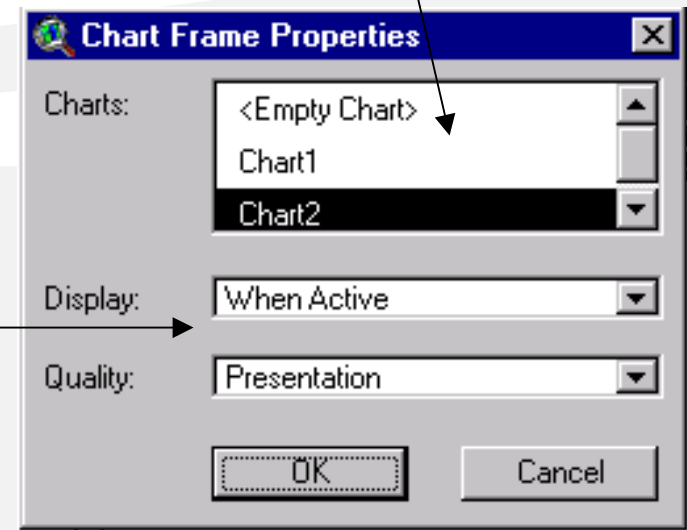 Chart Frame Properties
Charts:
<Empty Chart>
Chart1
Chart2
Display:
When Active
Quality:
Presentation
OK
Cancel